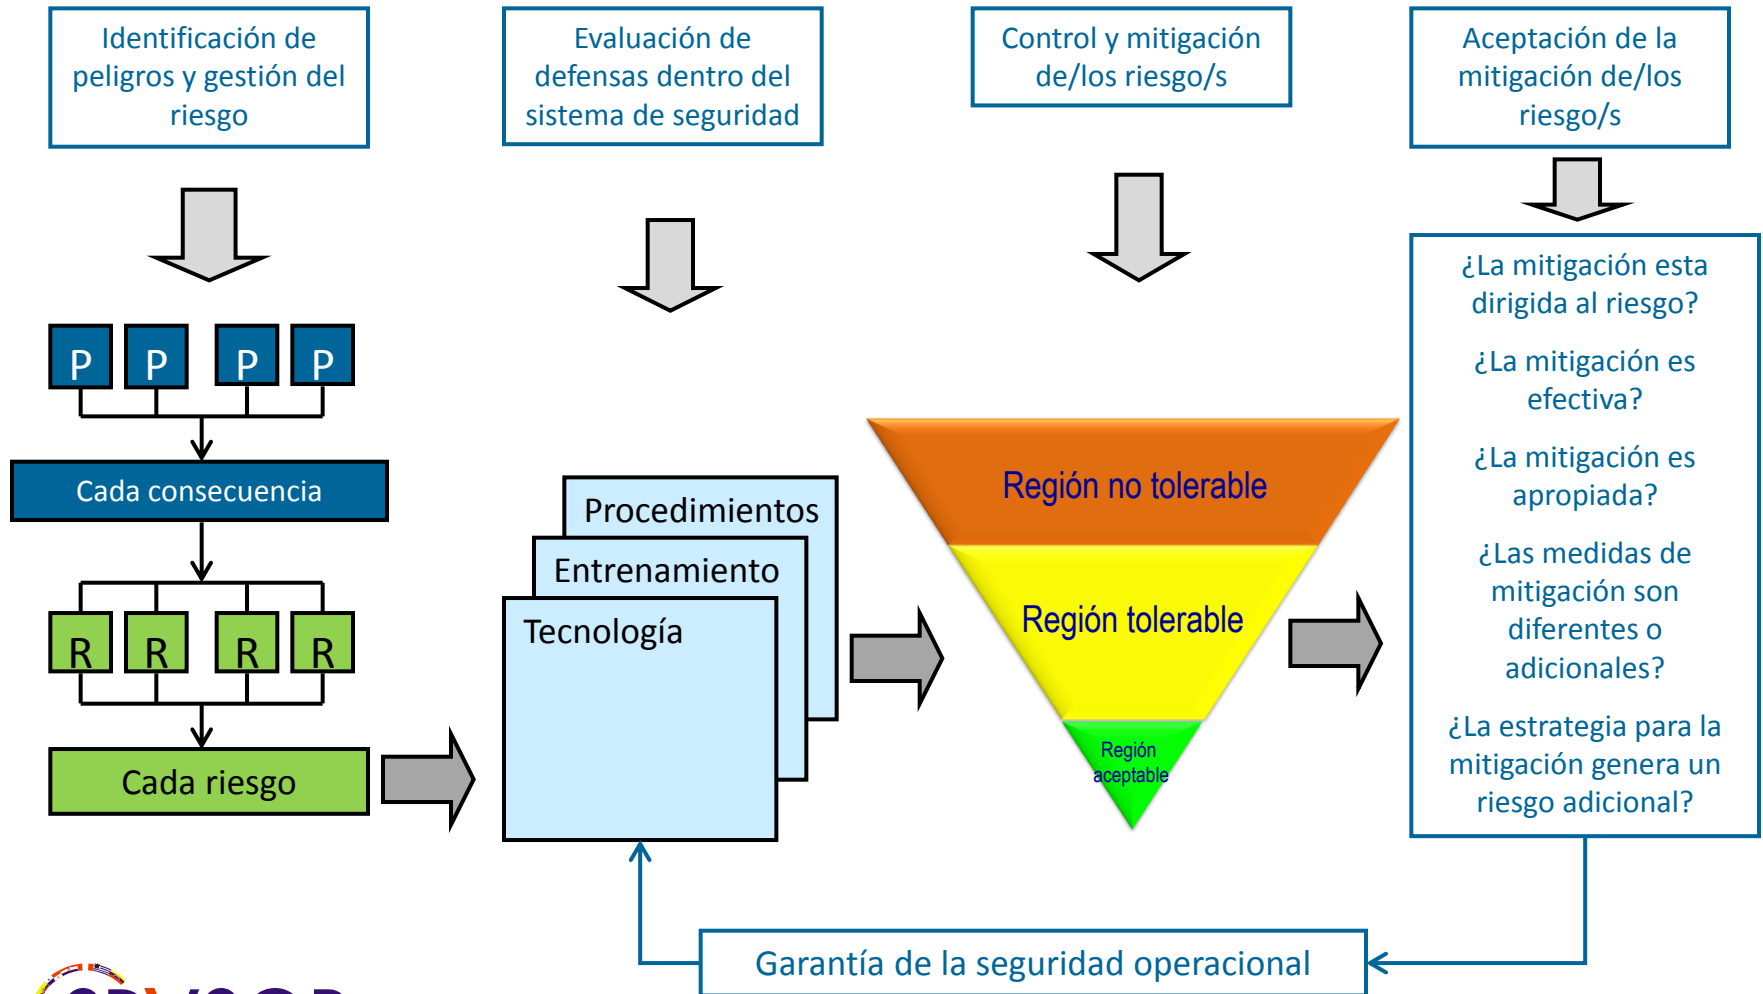 Identificación de
peligros y gestión del
riesgo
Evaluación de
defensas dentro del
sistema de seguridad
Control y mitigación
de/los riesgo/s
Aceptación de la
mitigación de/los
riesgo/s
P P P P
Cada consecuencia
R R R R
Cada riesgo
Procedimientos
Entrenamiento
Tecnología
Región no tolerable
Región tolerable
Región
aceptable
¿La mitigación esta
dirigida al riesgo?
¿La mitigación es
efectiva?
¿La mitigación es
apropiada?
¿Las medidas de
mitigación son
diferentes o
adicionales?
¿La estrategia para la
mitigación genera un
riesgo adicional?
Garantía de la seguridad operacional